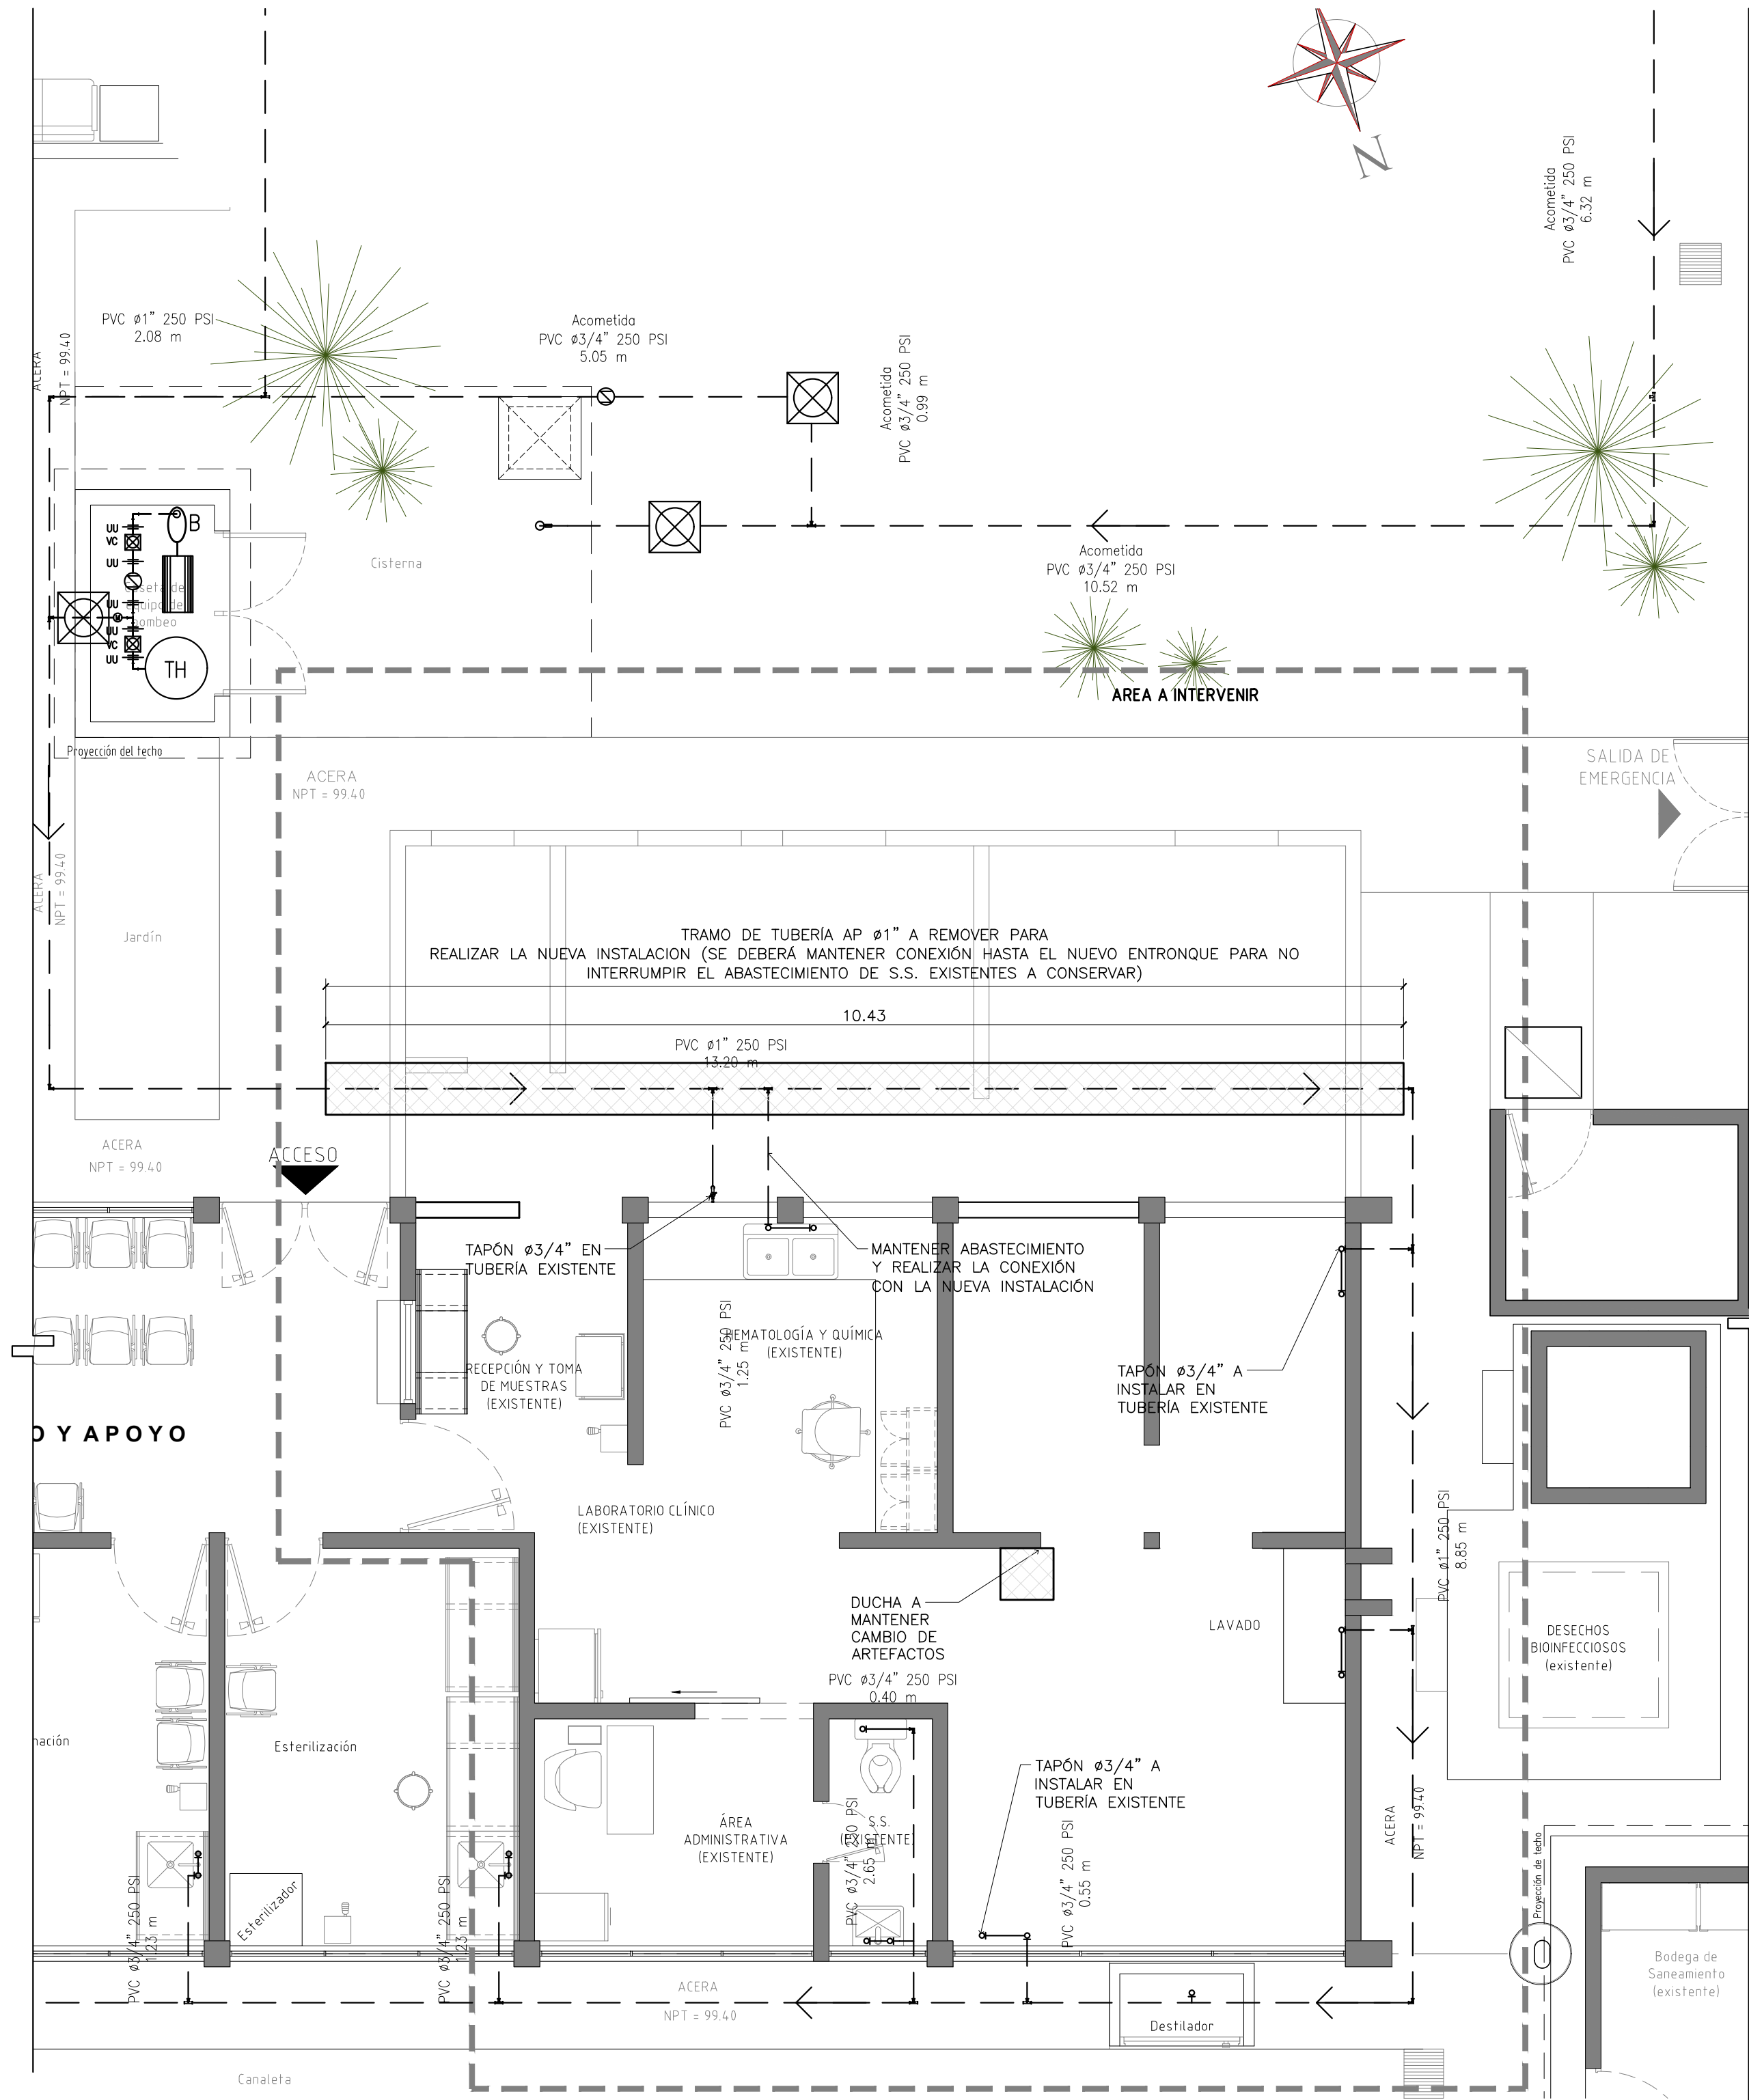 N
Acometida
PVC ø3/4" 250 PSI
6.32 m
PVC ø1" 250 PSI
2.08 m
ACERA
NPT = 99.40
Acometida
PVC ø3/4" 250 PSI
5.05 m
Acometida
PVC ø3/4" 250 PSI
0.99 m
UU
VC
UU
UU
UU
VC
UU
B
TH
M
equipo de
bombeo
Cisterna
Acometida
PVC ø3/4" 250 PSI
10.52 m
AREA A INTERVENIR
Proyección del techo
ACERA
NPT = 99.40
SALIDA DE
EMERGENCIA
ACERA
NPT = 99.40
Jardín
TRAMO DE TUBERÍA AP ø1" A REMOVER PARA
REALIZAR LA NUEVA INSTALACION (SE DEBERÁ MANTENER CONEXIÓN HASTA EL NUEVO ENTRONQUE PARA NO
INTERRUMPIR EL ABASTECIMIENTO DE S.S. EXISTENTES A CONSERVAR)
10.43
PVC ø1" 250 PSI
13.20 m
ACERA
NPT = 99.40
ACCESO
TAPÓN ø3/4" EN
TUBERÍA EXISTENTE
MANTENER ABASTECIMIENTO
Y REALIZAR LA CONEXIÓN
CON LA NUEVA INSTALACIÓN
PVC ø3/4" 250 PSI
1.25 m
HEMATOLOGÍA Y QUÍMICA
(EXISTENTE)
RECEPCIÓN Y TOMA
DE MUESTRAS
(EXISTENTE)
TAPÓN ø3/4" A
INSTALAR EN
TUBERÍA EXISTENTE
O Y APOYO
LABORATORIO CLÍNICO
(EXISTENTE)
PVC ø1" 250 PSI
8.85 m
DUCHA A
MANTENER
CAMBIO DE
ARTEFACTOS
LAVADO
DESECHOS
BIOINFECCIOSOS
(existente)
PVC ø3/4" 250 PSI
0.40 m
nación
Esterilización
TAPÓN ø3/4" A
INSTALAR EN
TUBERÍA EXISTENTE
ÁREA
ADMINISTRATIVA
(EXISTENTE)
S.S.
(EXISTENTE)
PVC ø3/4" 250 PSI
2.65 m
PVC ø3/4" 250 PSI
0.55 m
ACERA
NPT = 99.40
Proyección de techo
Esterilizador
PVC ø3/4" 250 PSI
1.23 m
PVC ø3/4" 250 PSI
1.23 m
Bodega de
Saneamiento
(existente)
ACERA
NPT = 99.40
Destilador
Canaleta